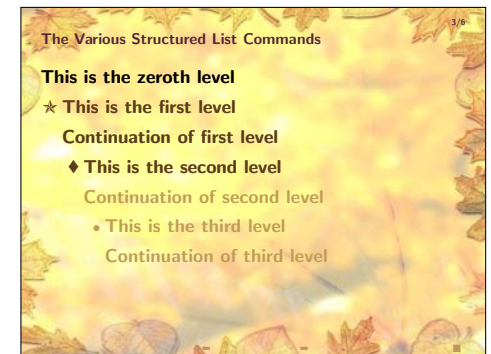 3/6
The Various Structured List Commands
This is the zeroth level
✯ This is the first level
Continuation of first level
♦ This is the second level
Continuation of second level
• This is the third level
Continuation of third level